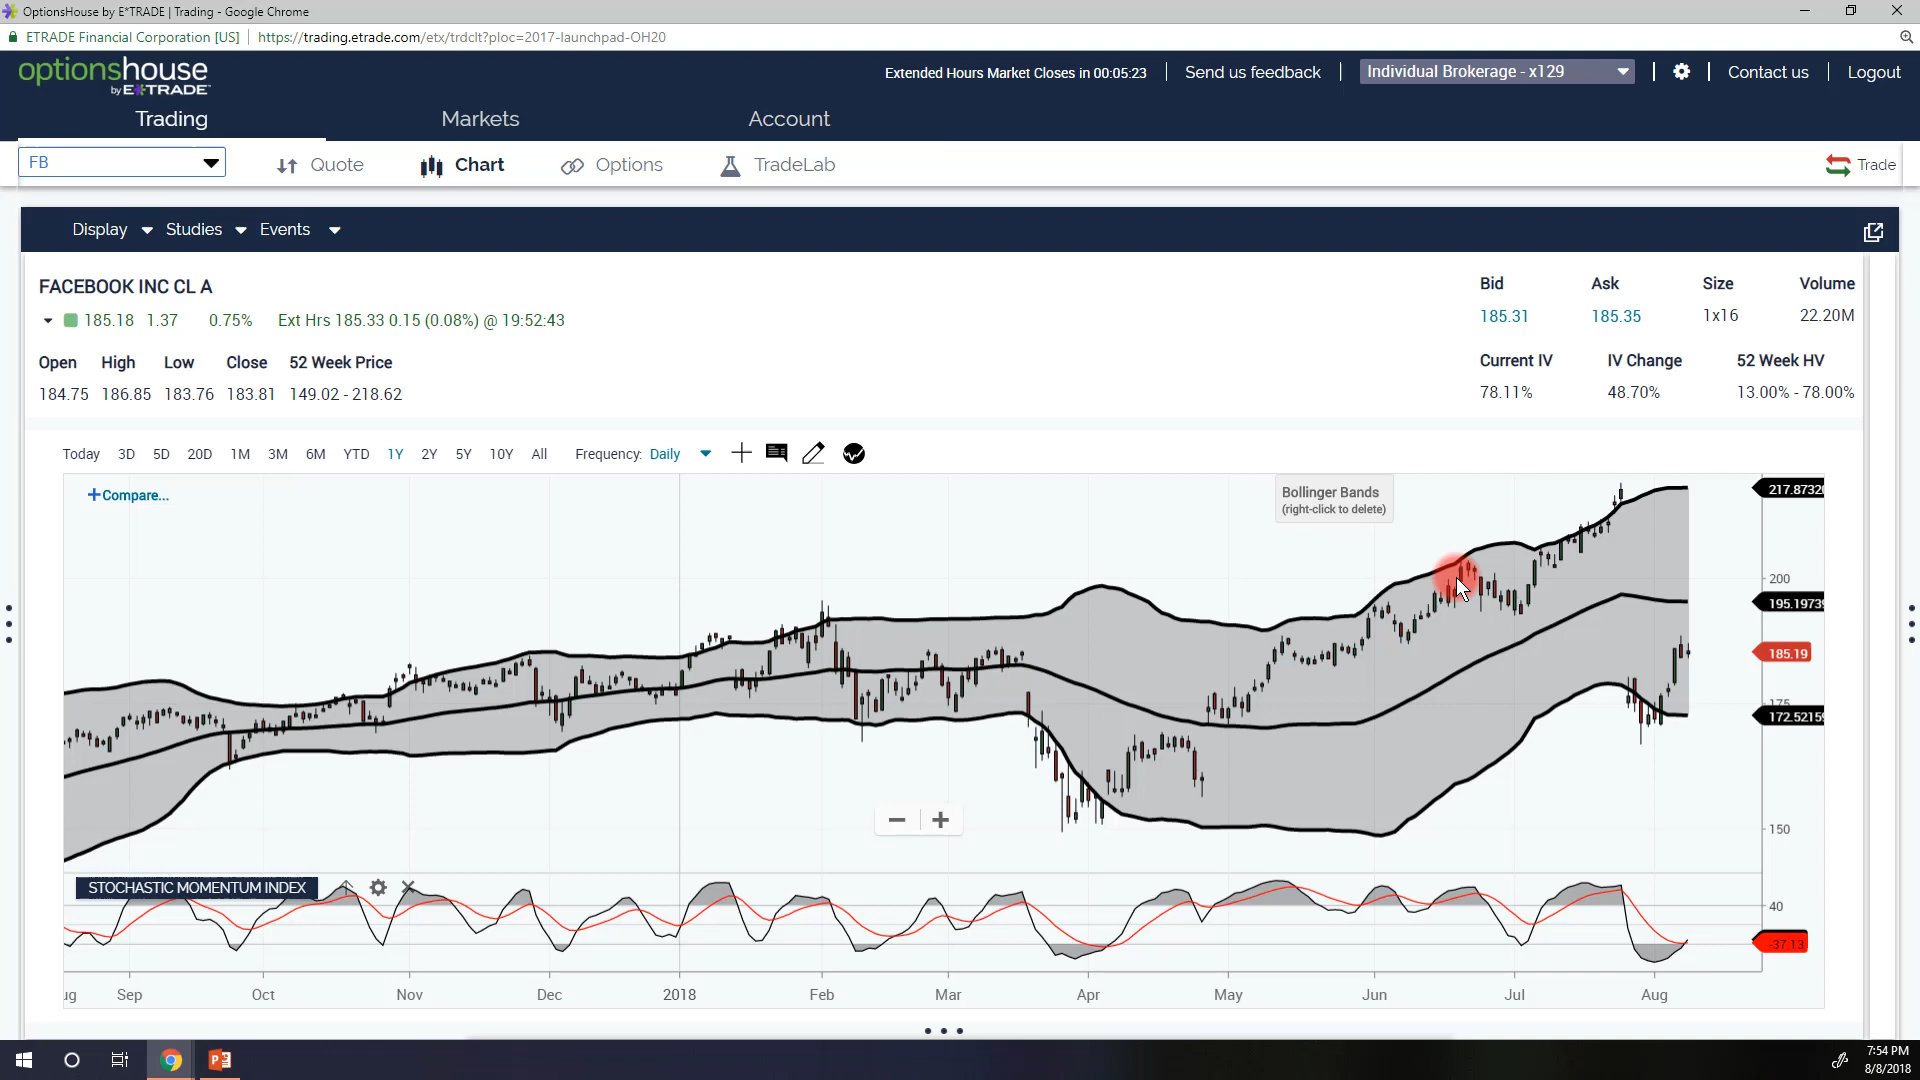 OptionsHouse by E*TRADE | Trading - Google Chrome
ETRADE Financial Corporation [US] https://trading.etrade.com/etx/trdclt?ploc=2017-launchpad-OH20
optionshouse
by E*TRADE
Extended Hours Market Closes in 00:05:23 Send us feedback Individual Brokerage - x129 Contact us Logout
Trading Markets Account
FB Quote Chart Options TradeLab Trade
Display Studies Events
FACEBOOK INC CL A
Bid Ask Size Volume
185.18 1.37 0.75% Ext Hrs 185.33 0.15 (0.08%) @ 19:52:43
185.31 185.35 1x16 22.20M
Open High Low Close 52 Week Price
Current IV IV Change 52 Week HV
184.75 186.85 183.76 183.81 149.02 - 218.62
78.11% 48.70% 13.00% - 78.00%
Today 3D 5D 20D 1M 3M 6M YTD 1Y 2Y 5Y 10Y All Frequency: Daily
+Compare...
Bollinger Bands
(right-click to delete)
217.8732
200
195.1973
185.19
175
172.5215
150
STOCHASTIC MOMENTUM INDEX
40
-37.13
ug Sep Oct Nov Dec 2018 Feb Mar Apr May Jun Jul Aug
7:54 PM
8/8/2018